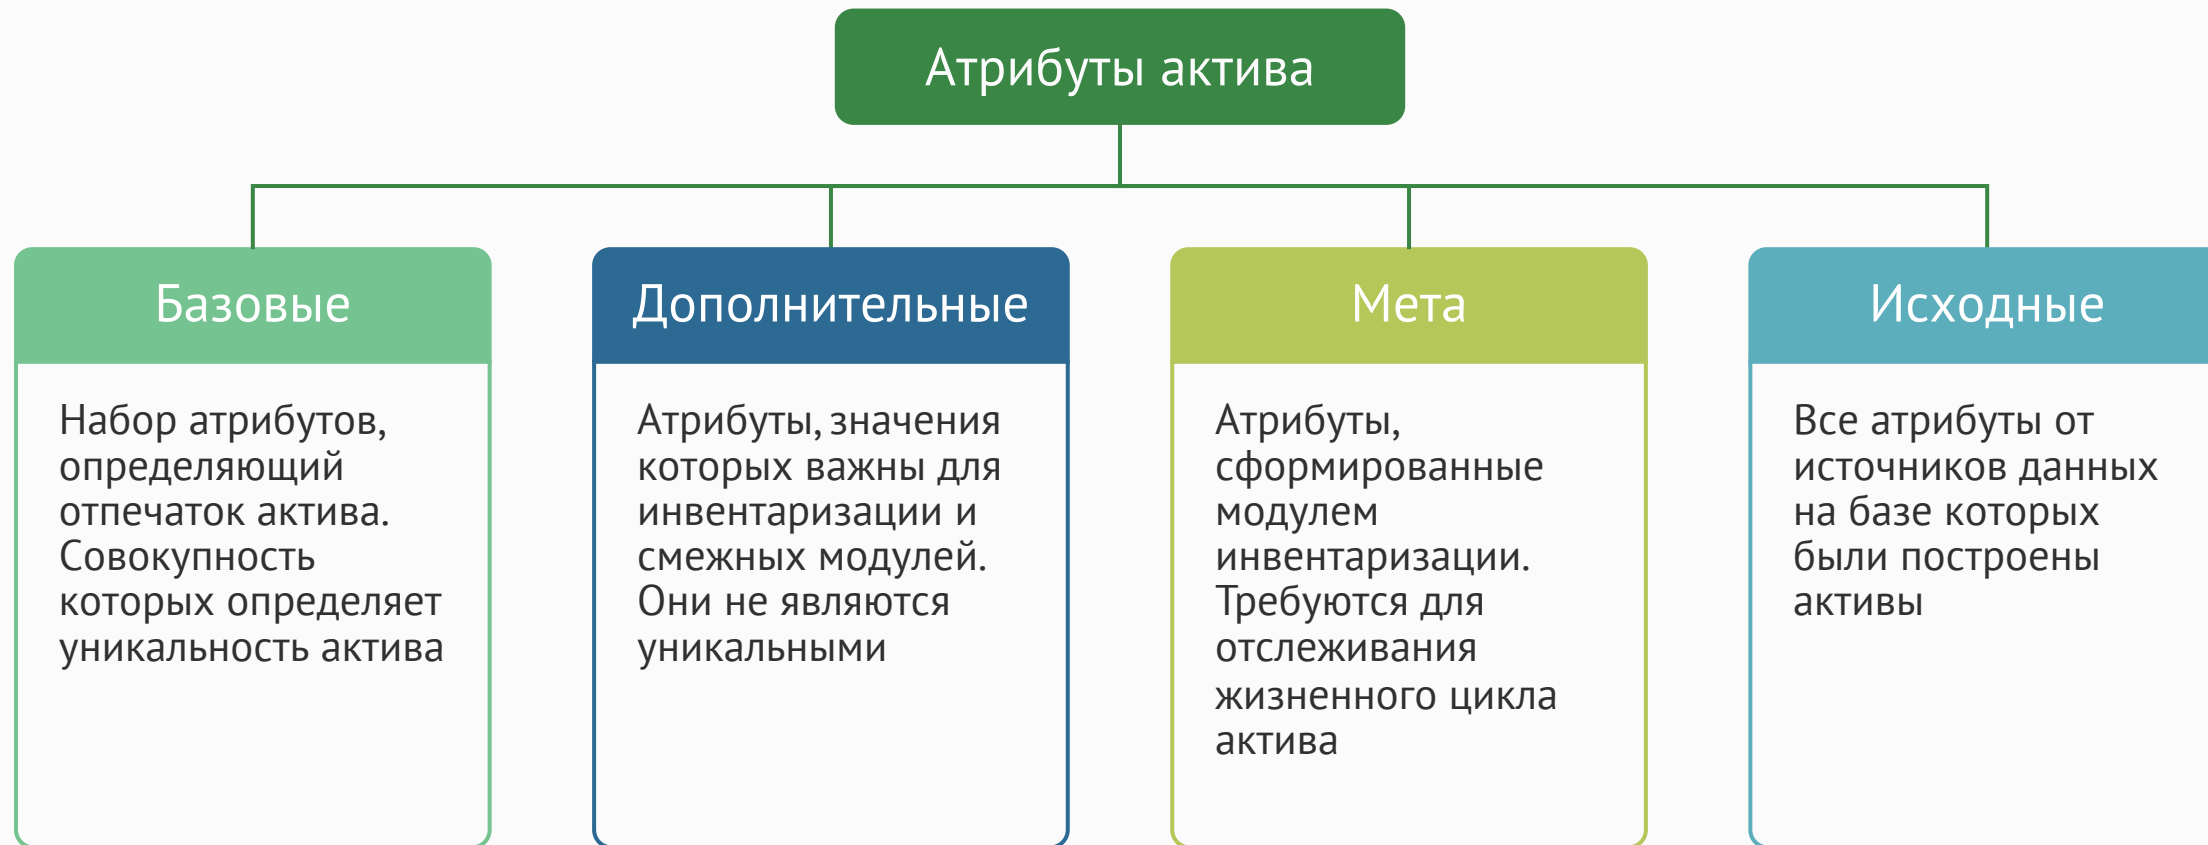 Атрибуты актива
Базовые
Набор атрибутов,
определяющий
отпечаток актива.
Совокупность
которых определяет
уникальность актива
Дополнительные
Атрибуты, значения
которых важны для
инвентаризации и
смежных модулей.
Они не являются
уникальными
Мета
Атрибуты,
сформированные
модулем
инвентаризации.
Требуются для
отслеживания
жизненного цикла
актива
Исходные
Все атрибуты от
источников данных
на базе которых
были построены
активы